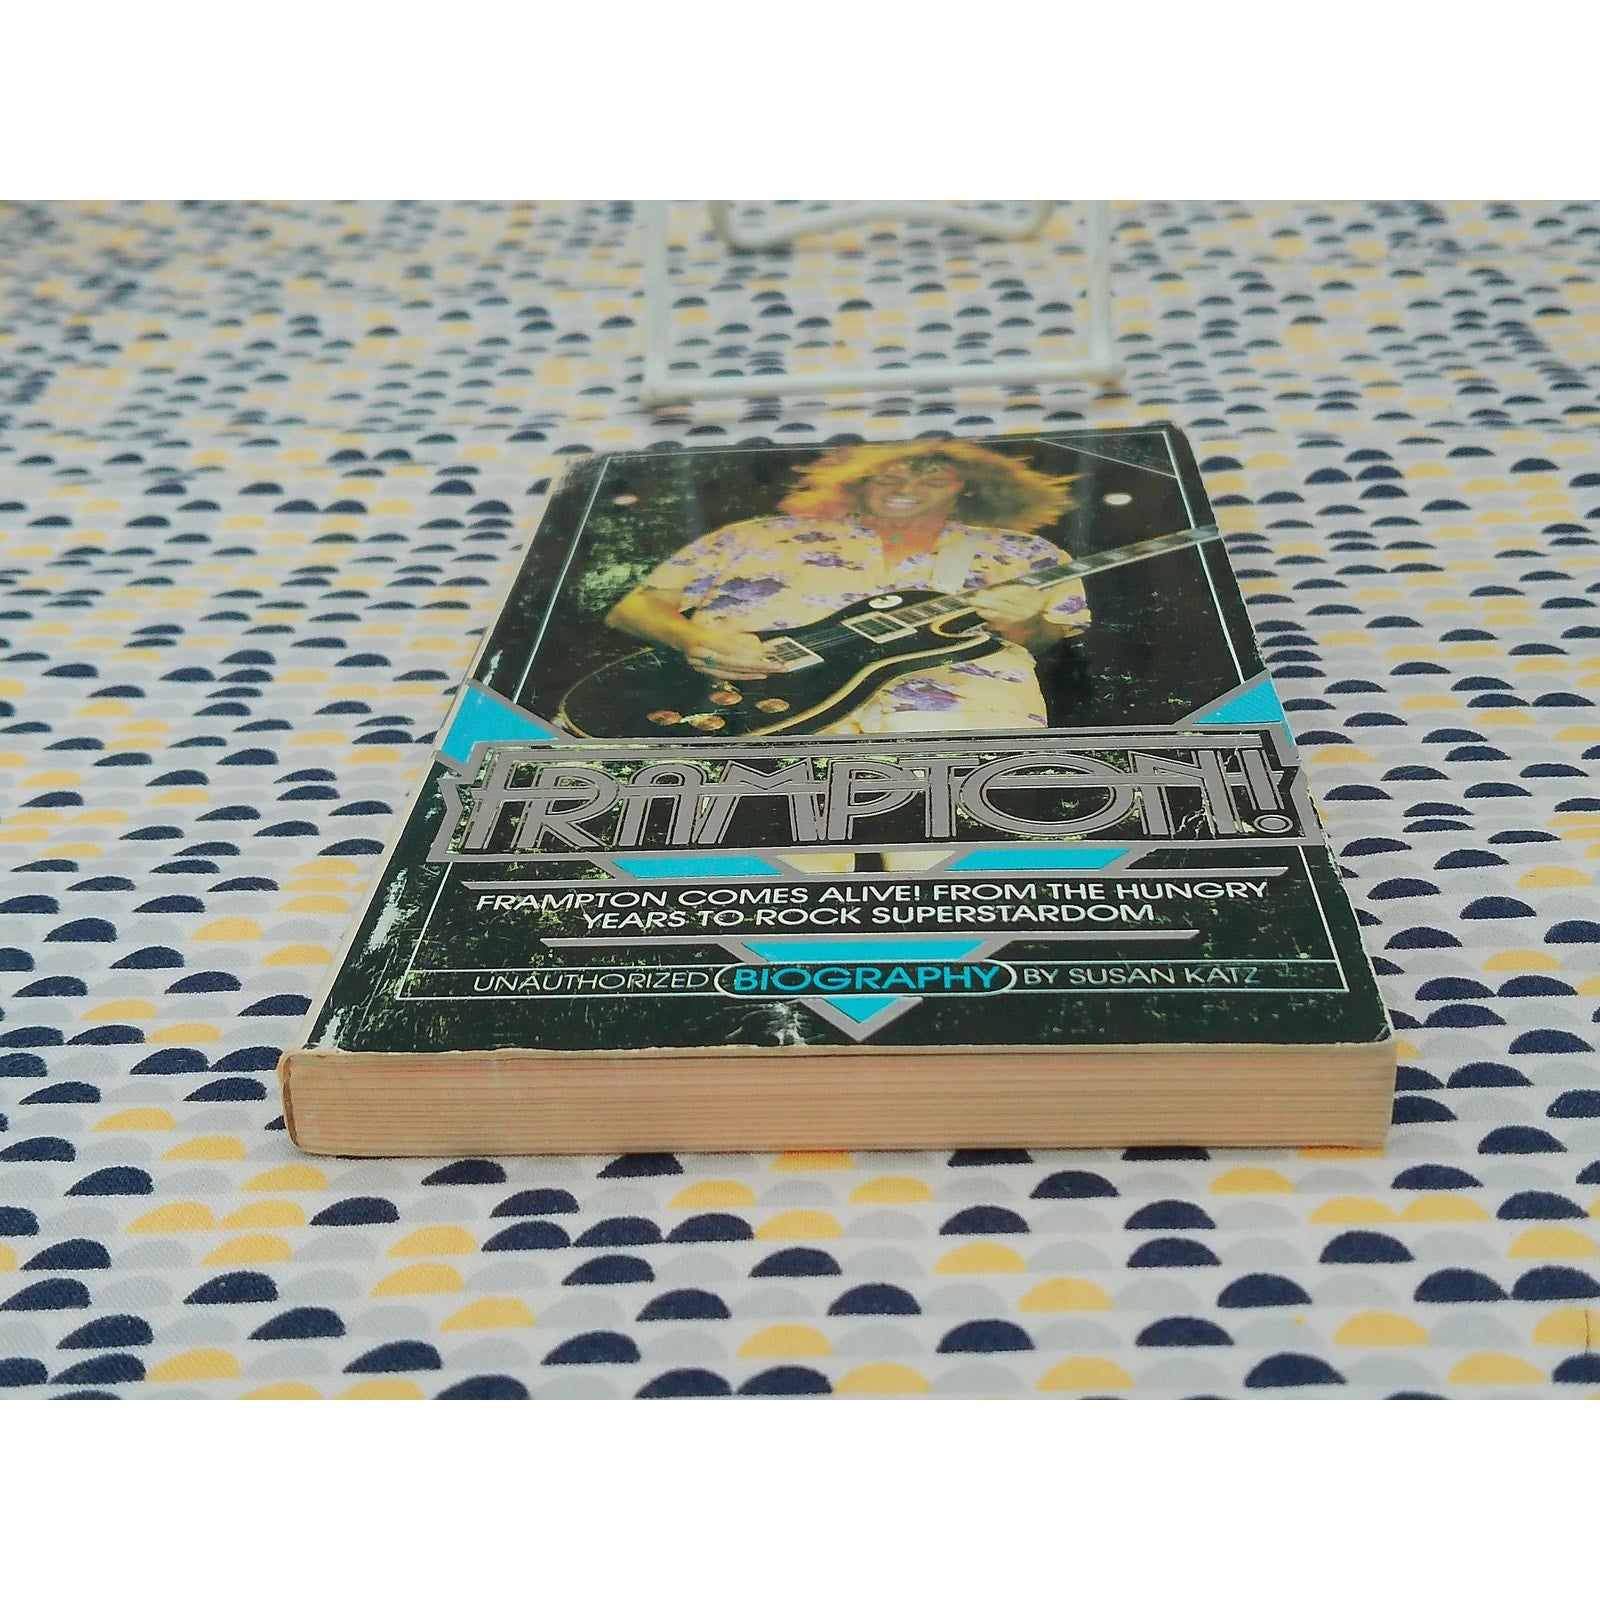 FRAMPTON!
FRAMPTON COMES ALIVE! FROM THE HUNGRY
YEARS TO ROCK SUPERSTARDOM
UNAUTHORIZED BIOGRAPHY BY SUSAN KATZ